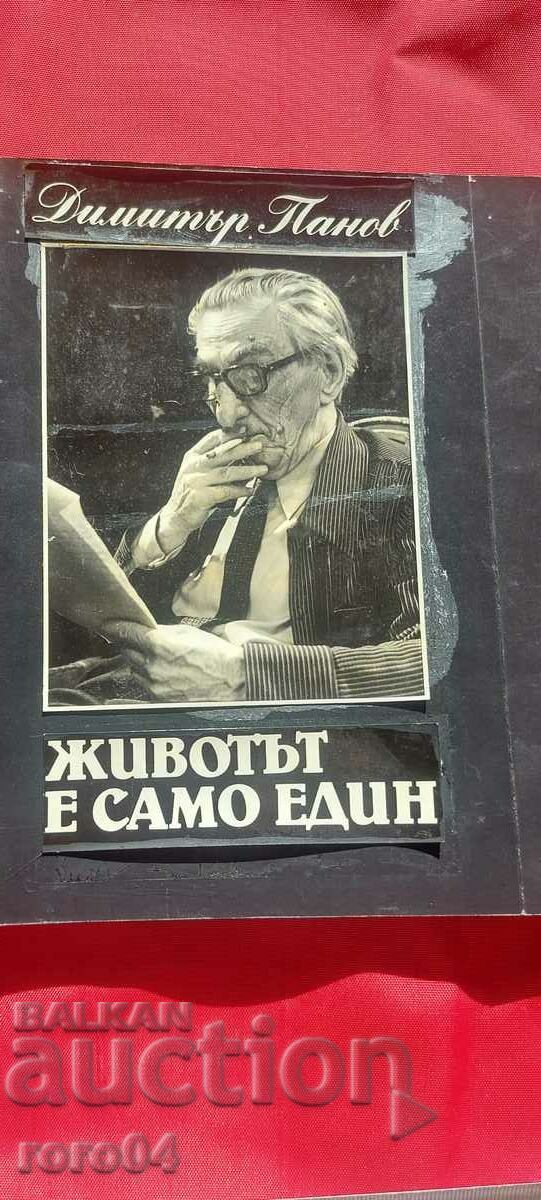 Димитър Панов
ЖИВОТЪТ
Е САМО ЕДИН
BALKAN
auction
roro04